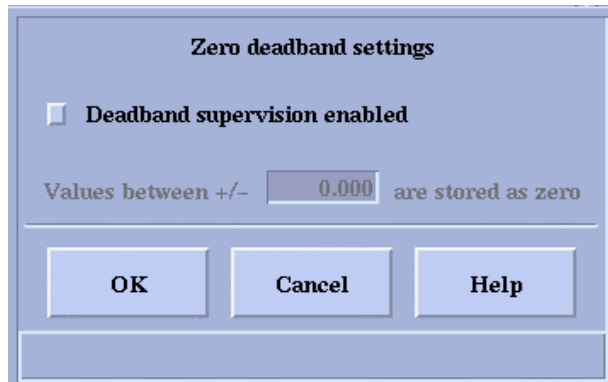 Zero deadband settings
Deadband supervision enabled
Values between +/- 0.000 are stored as zero
OK Cancel Help